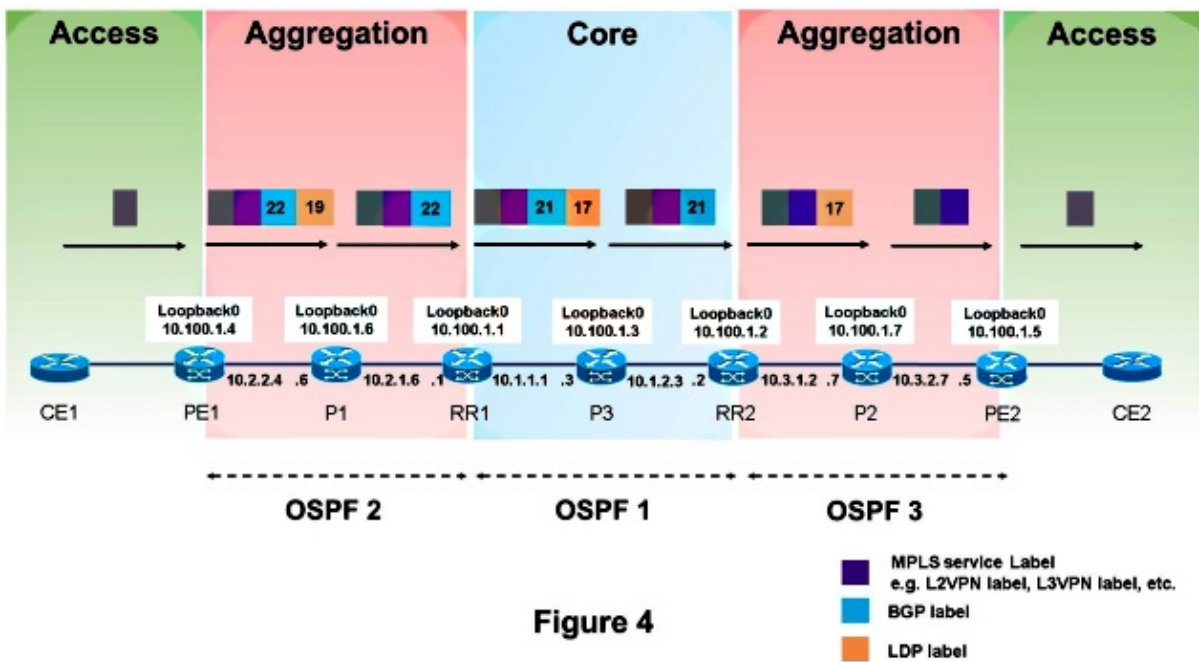 Access Aggregation Core Aggregation Access
22 19 22 21 17 21 17
Loopback0 Loopback0 Loopback0 Loopback0 Loopback0 Loopback0 Loopback0
10.100.1.4 10.100.1.6 10.100.1.1 10.100.1.3 10.100.1.2 10.100.1.7 10.100.1.5
10.2.2.4 .6 10.2.1.6 .1 10.1.1.1 .3 10.1.2.3 .2 10.3.1.2 .7 10.3.2.7 .5
CE1 PE1 P1 RR1 P3 RR2 P2 PE2 CE2
OSPF 2 OSPF 1 OSPF 3
MPLS service Label
e.g. L2VPN label, L3VPN label, etc.
BGP label
LDP label
Figure 4